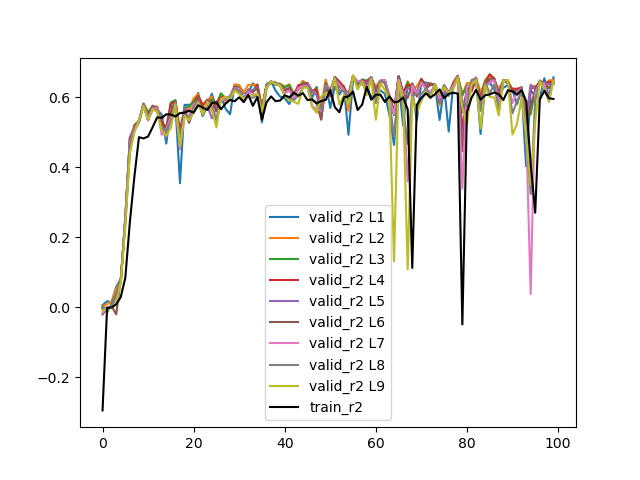 0.6
0.4
0.2
0.0
−0.2
0
20
40
60
80
100
valid_r2 L1
valid_r2 L2
valid_r2 L3
valid_r2 L4
valid_r2 L5
valid_r2 L6
valid_r2 L7
valid_r2 L8
valid_r2 L9
train_r2